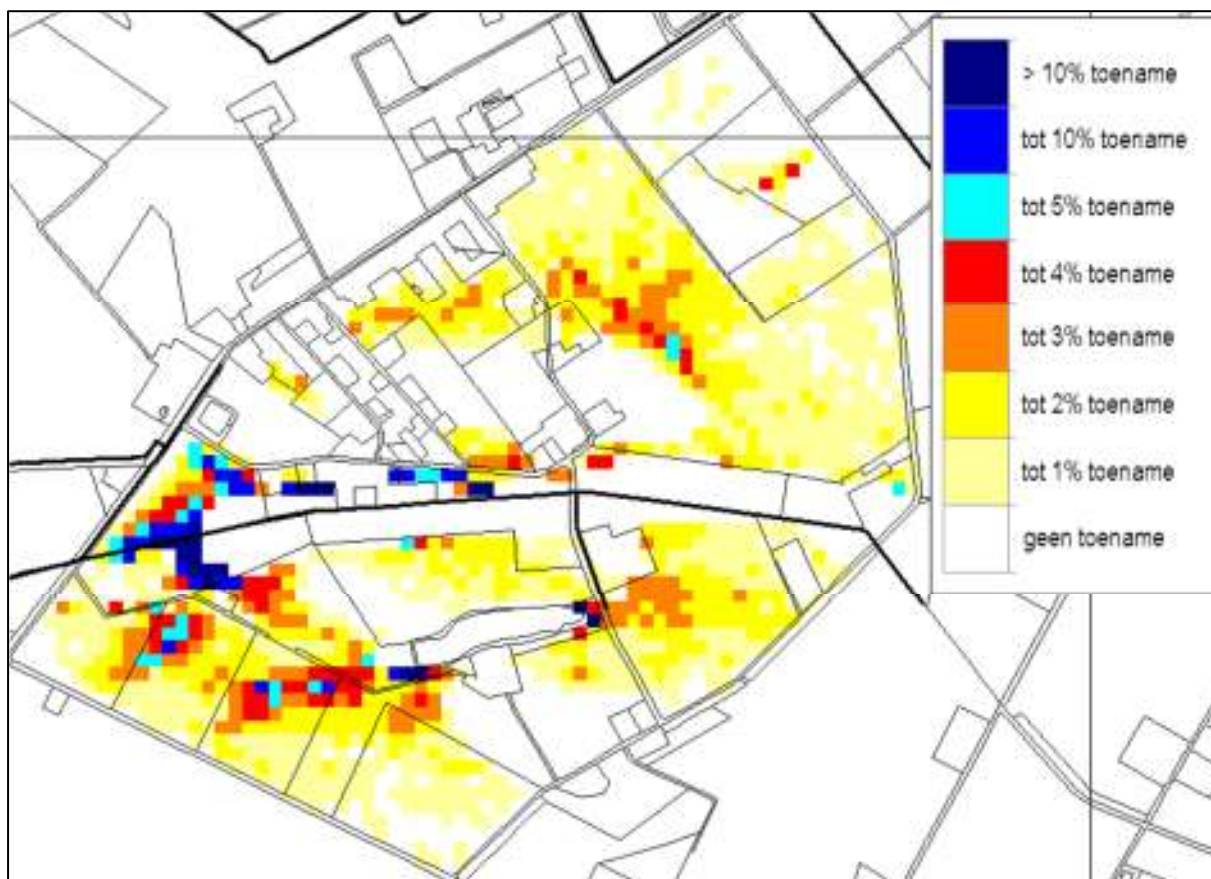 > 10% toename
tot 10% toename
tot 5% toename
tot 4% toename
tot 3% toename
tot 2% toename
tot 1% toename
geen toename